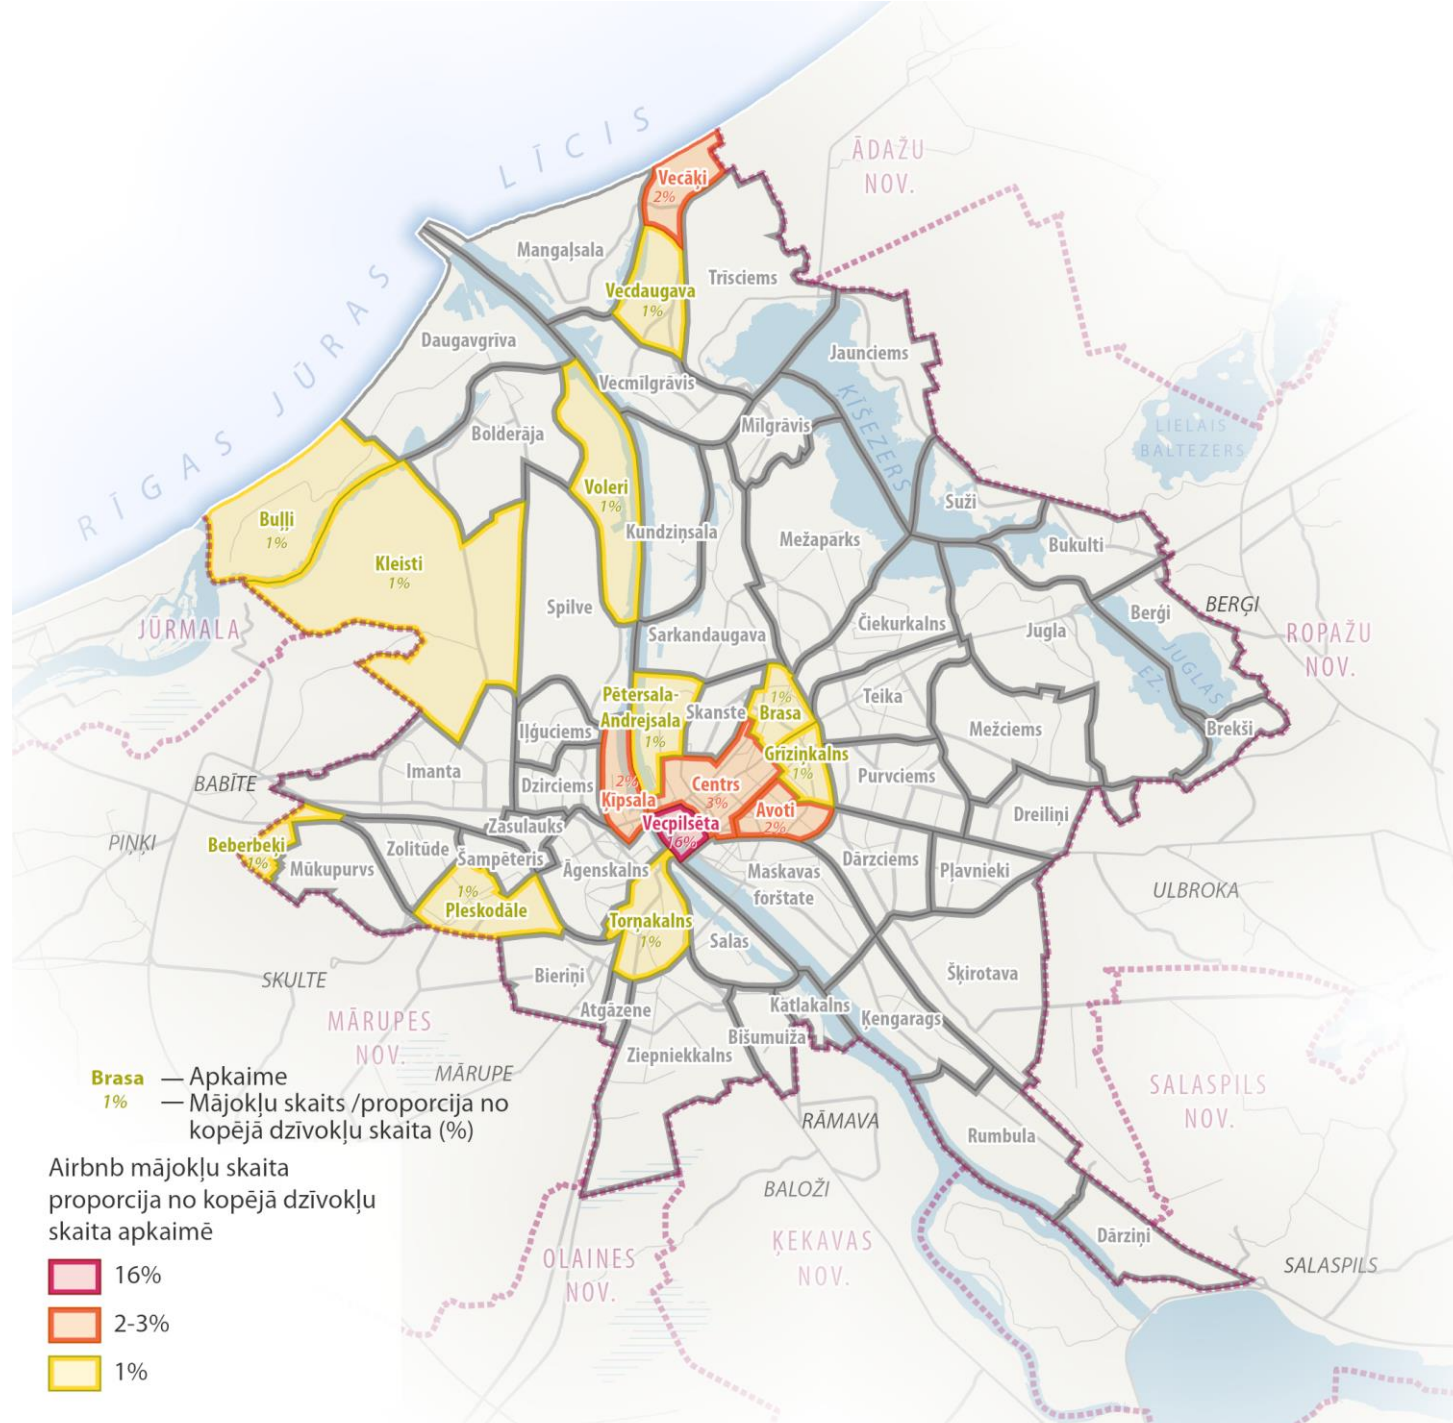 RĪGAS JŪRAS LĪCIS
ĀDAŽU
NOV.
Vecāķi
2%
Mangaļsala
Trīsciems
Vecdaugava
1%
Daugavgrīva
Jaunciems
Vecmīlgrāvis
ĶĪŠEZERS
LIELAIS
BALTEZERS
Mīlgrāvis
Bolderāja
Voleri
1%
Suži
Buļļi
1%
Kundziņsala
Mežaparks
Bukulti
Kleisti
1%
Spilve
BERĢI
Berģi
JŪRMALA
Sarkandaugava
Čiekurkalns
Jugla
ROPAŽU
NOV.
JUGLAS
EZ.
Pētersala-
Andrejsala
1%
Skanste
1%
Brasa
Teika
Iļģuciems
Mežciems
Brekši
Grīziņkalns
1%
Imanta
BABĪTE
Dzirciems
2%
Ķīpsala
Centrs
3%
Purvciems
Avoti
2%
Dreiliņi
Vecpilsēta
16%
Zasulauks
PIŅĶI
Beberbeķi
1%
Zolitūde
Šampēteris
Mūkupurvs
Āgenskalns
Maskavas
forštate
Dārzciems
Pļavnieki
1%
Pleskodāle
ULBROKA
Torņakalns
1%
Salas
SKULTE
Bieriņi
Šķirotava
Atgāzene
Katlakalns
Ķengarags
MĀRUPES
NOV.
Bišumuiža
Ziepniekkalns
MĀRUPE
SALASPILS
NOV.
RĀMAVA
Rumbula
BALOŽI
Dārziņi
ĶEKAVAS
NOV.
OLAINES
NOV.
SALASPILS
Brasa — Apkaime
1% — Mājokļu skaits /proporcija no
kopējā dzīvokļu skaita (%)
Airbnb mājokļu skaita
proporcija no kopējā dzīvokļu
skaita apkaimē
16%
2-3%
1%